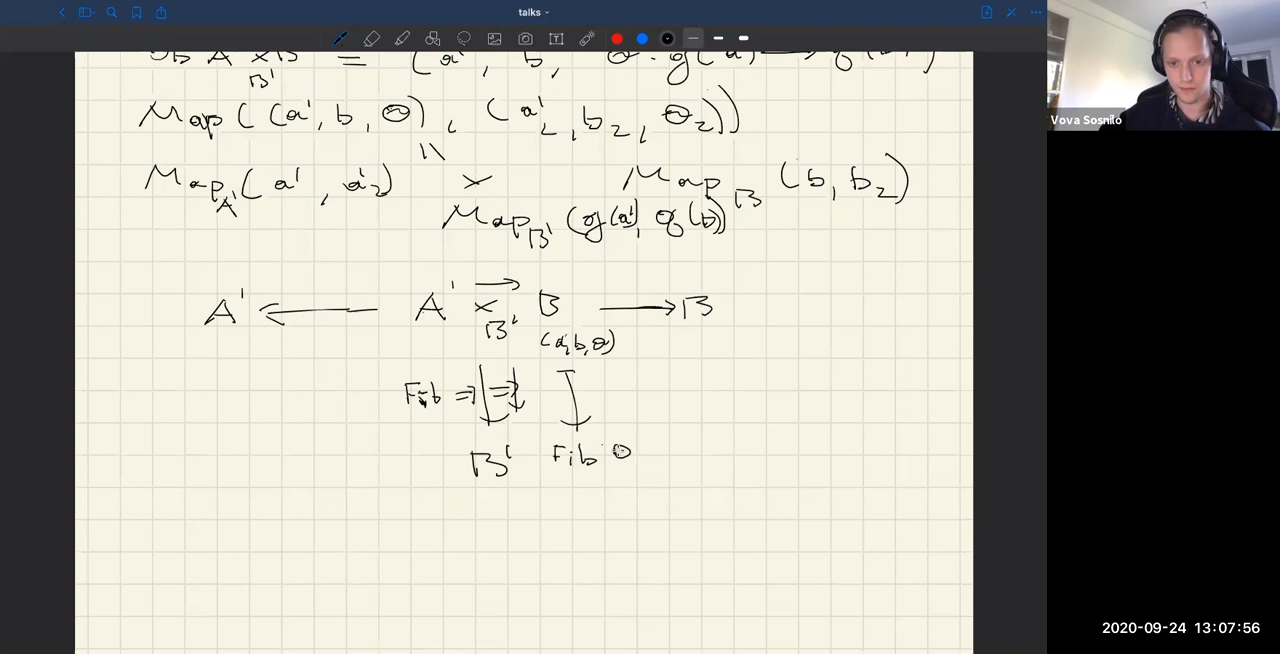 talks
Ob A' × B = (a', b, θ: g(a') → q(b))
B'
Map((a', b, θ), (a'₂, b₂, θ₂))
=
Map_A'(a', a'₂) × Map_B(b, b₂)
Map_B'(g(a'), q(b))
A' ← A' ×⃗_B' B → B
(a, b, θ)
Fib ⇒ ↓ ⇒ ↓
B' Fib θ
Vova Sosnilo
2020-09-24 13:07:56